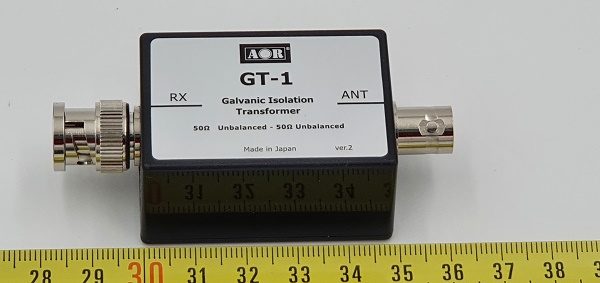 AOR®
GT-1
RX
ANT
Galvanic Isolation
Transformer
50Ω Unbalanced - 50Ω Unbalanced
Made in Japan
ver.2
31 32 33 34
28 29 30 31 32 33 34 35 36 37 38